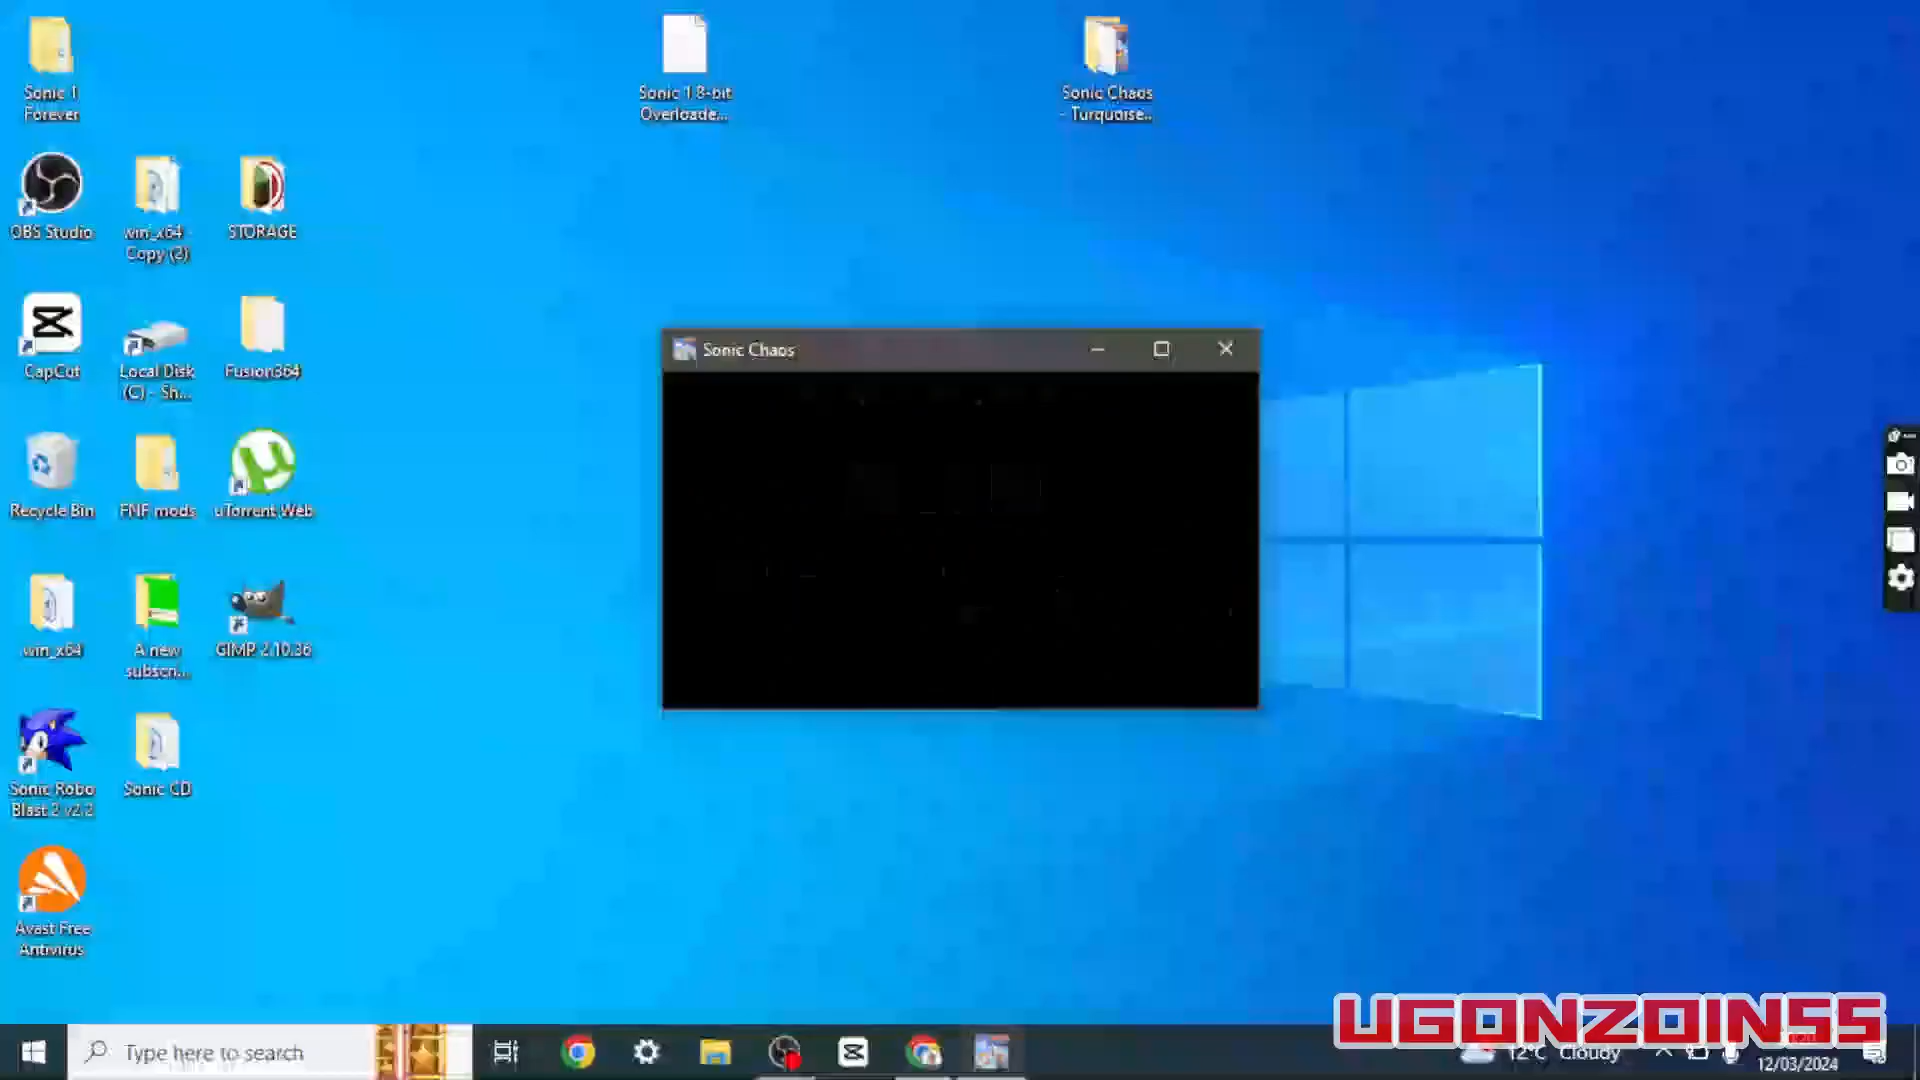 Sonic 1
Forever
Sonic 1 8-bit
Overloade...
Sonic Chaos
- Turquoise...
OBS Studio
win_x64 -
Copy (2)
STORAGE
CapCut
Local Disk
(C) - Sh...
Fusion364
Sonic Chaos
Recycle Bin
FNF mods
uTorrent Web
win_x64
A new
subscri...
GIMP 2.10.36
Sonic Robo
Blast 2 v2.2
Sonic CD
Avast Free
Antivirus
UGONZOINSS
Type here to search
12°C Cloudy
12/03/2024